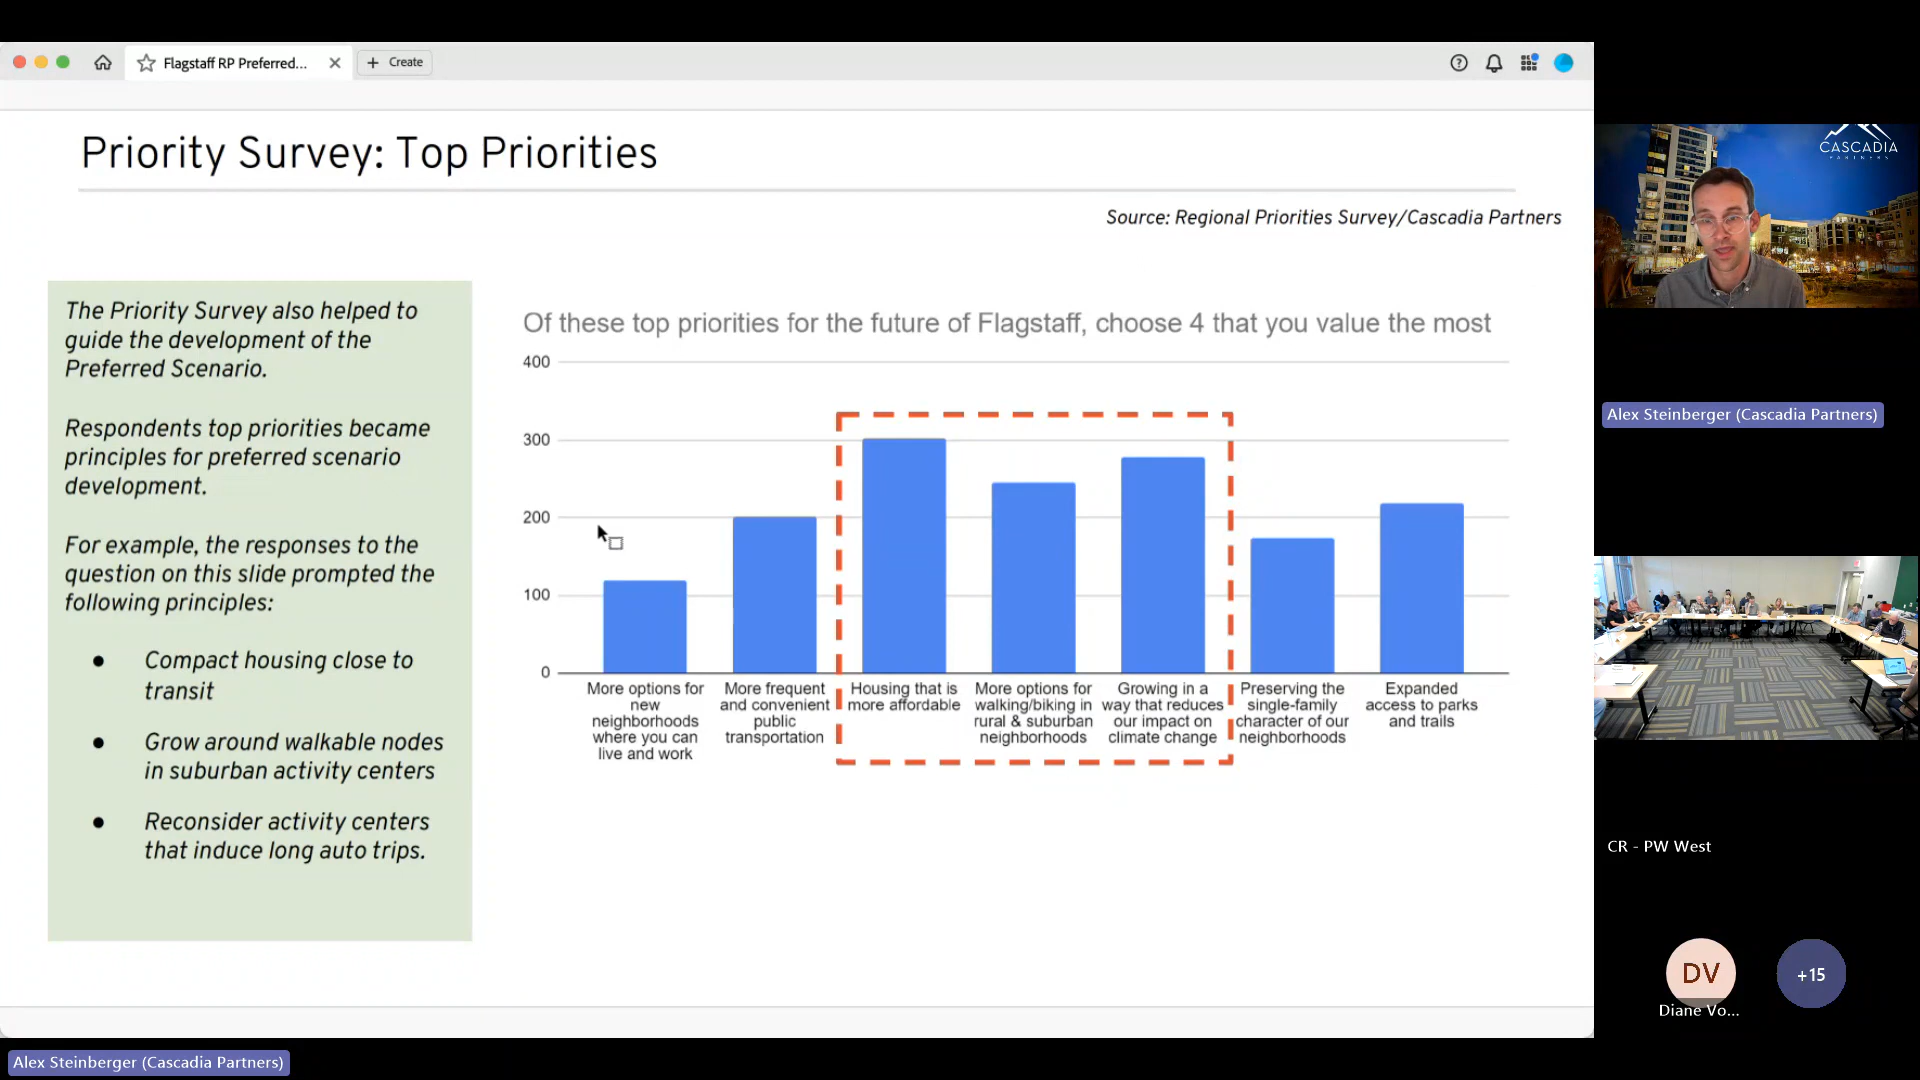 Flagstaff RP Preferred...
Create
Priority Survey: Top Priorities
Source: Regional Priorities Survey/Cascadia Partners
The Priority Survey also helped to
guide the development of the
Preferred Scenario.
Respondents top priorities became
principles for preferred scenario
development.
For example, the responses to the
question on this slide prompted the
following principles:
● Compact housing close to
transit
● Grow around walkable nodes
in suburban activity centers
● Reconsider activity centers
that induce long auto trips.
Of these top priorities for the future of Flagstaff, choose 4 that you value the most
400
300
200
100
0
More options for
new
neighborhoods
where you can
live and work
More frequent
and convenient
public
transportation
Housing that is
more affordable
More options for
walking/biking in
rural & suburban
neighborhoods
Growing in a
way that reduces
our impact on
climate change
Preserving the
single-family
character of our
neighborhoods
Expanded
access to parks
and trails
CASCADIA
PARTNERS
Alex Steinberger (Cascadia Partners)
CR - PW West
DV
Diane Vo...
+15
Alex Steinberger (Cascadia Partners)